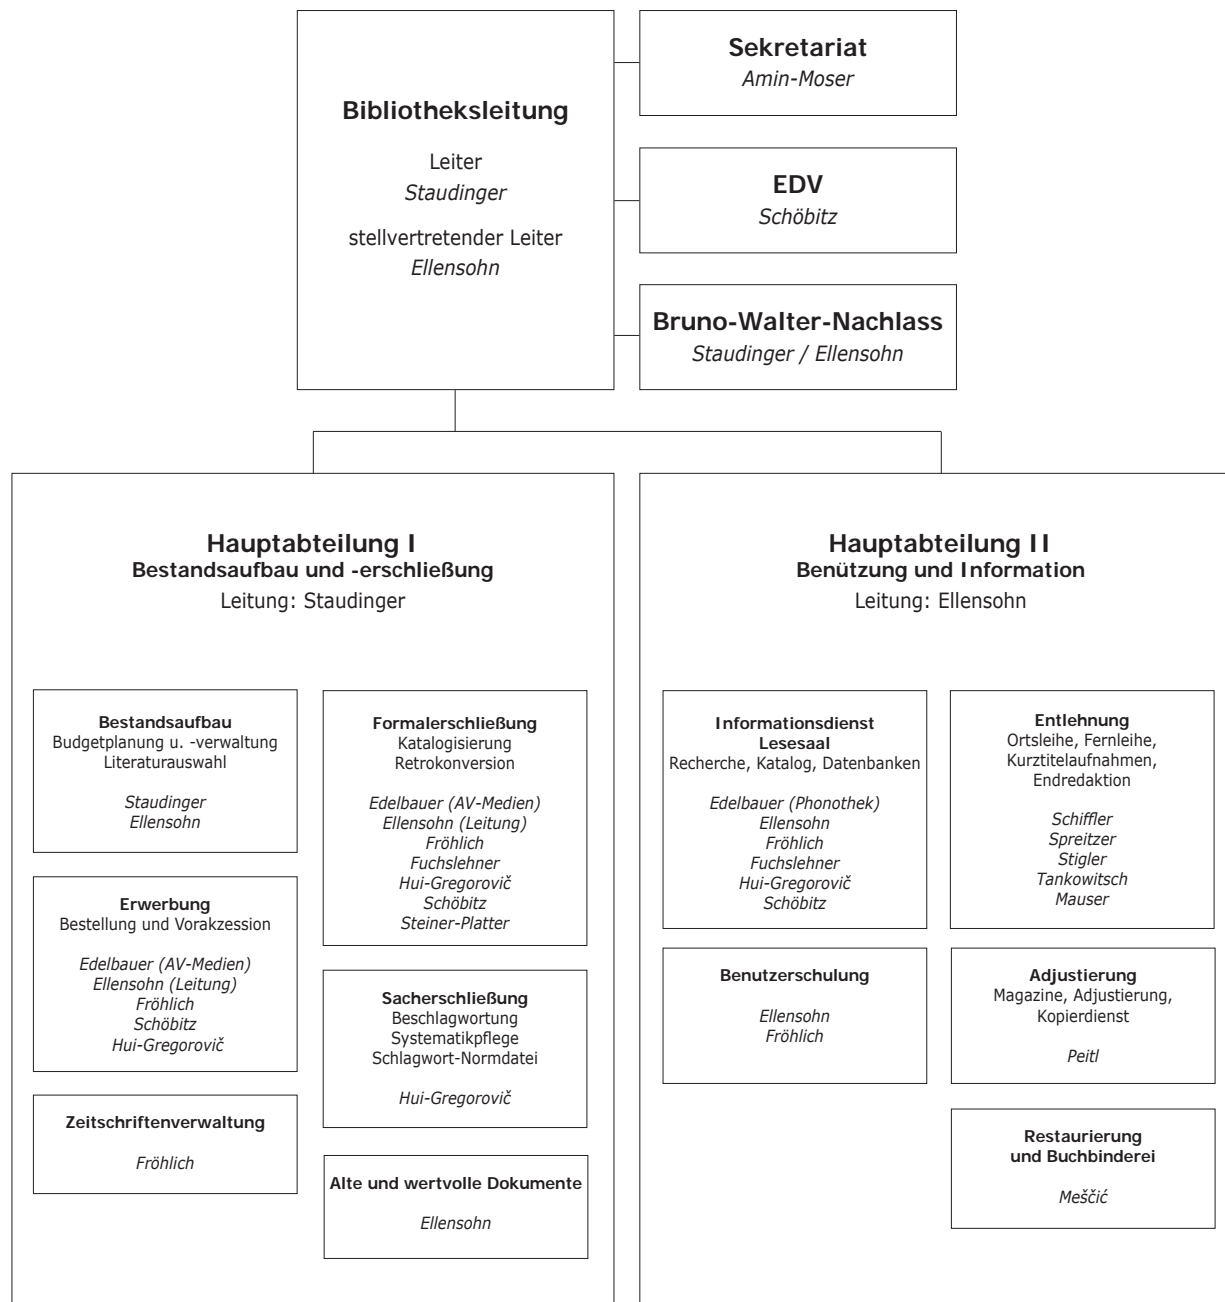 Bibliotheksleitung
Leiter
Staudinger
stellvertretender Leiter
Ellensohn
Sekretariat
Amin-Moser
EDV
Schöbitz
Bruno-Walter-Nachlass
Staudinger / Ellensohn
Hauptabteilung I
Bestandsaufbau und -erschließung
Leitung: Staudinger
Bestandsaufbau
Budgetplanung u. -verwaltung
Literaturauswahl
Staudinger
Ellensohn
Erwerbung
Bestellung und Vorakzession
Edelbauer (AV-Medien)
Ellensohn (Leitung)
Fröhlich
Schöbitz
Hui-Gregorovič
Zeitschriftenverwaltung
Fröhlich
Formalerschließung
Katalogisierung
Retrokonversion
Edelbauer (AV-Medien)
Ellensohn (Leitung)
Fröhlich
Fuchslehner
Hui-Gregorovič
Schöbitz
Steiner-Platter
Sacherschließung
Beschlagwortung
Systematikpflege
Schlagwort-Normdatei
Hui-Gregorovič
Alte und wertvolle Dokumente
Ellensohn
Hauptabteilung II
Benützung und Information
Leitung: Ellensohn
Informationsdienst
Lesesaal
Recherche, Katalog, Datenbanken
Edelbauer (Phonothek)
Ellensohn
Fröhlich
Fuchslehner
Hui-Gregorovič
Schöbitz
Benutzerschulung
Ellensohn
Fröhlich
Entlehnung
Ortsleihe, Fernleihe,
Kurztitelaufnahmen,
Endredaktion
Schiffler
Spreitzer
Stigler
Tankowitsch
Mauser
Adjustierung
Magazine, Adjustierung,
Kopierdienst
Peitl
Restaurierung
und Buchbinderei
Meščić